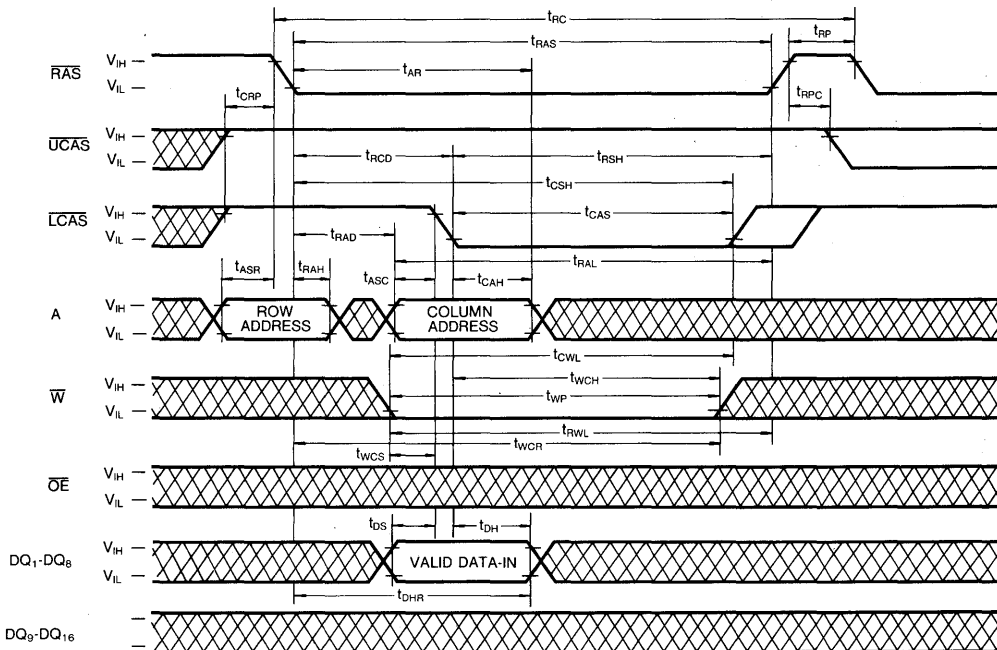 tRC
tRAS
tRP
RAS
VIH
VIL
tAR
tCRP
tRPC
UCAS
VIH
VIL
tRCD
tRSH
tCSH
LCAS
VIH
VIL
tCAS
tRAD
tRAL
tASR
tRAH
tASC
tCAH
A
VIH
VIL
ROW
ADDRESS
COLUMN
ADDRESS
tCWL
tWCH
W
VIH
VIL
tWP
tRWL
tWCR
tWCS
OE
VIH
VIL
tDS
tDH
DQ1-DQ8
VIH
VIL
VALID DATA-IN
tDHR
DQ9-DQ16